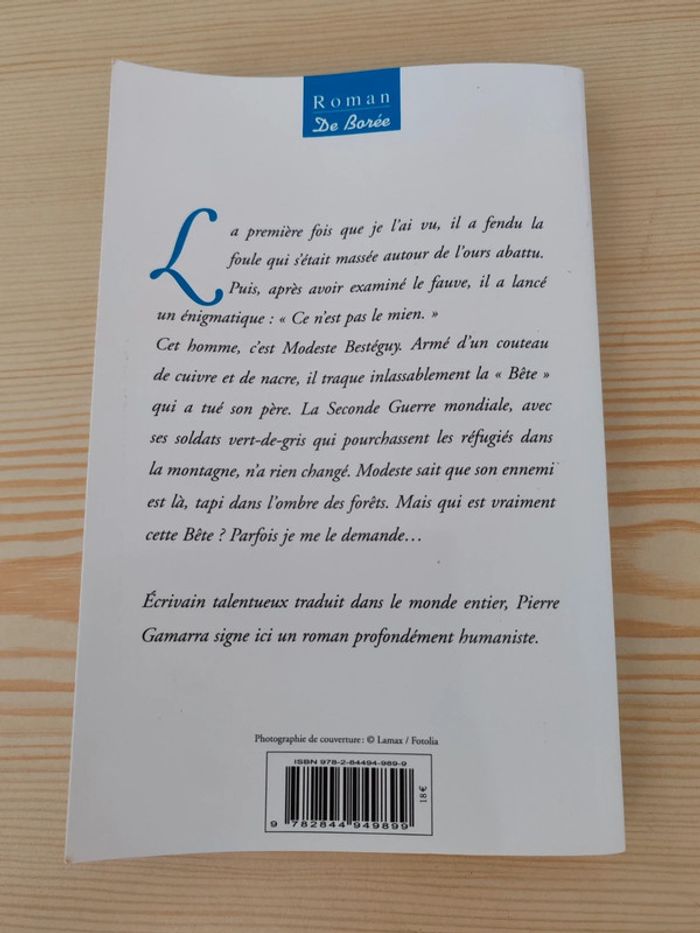 Roman
De Borée
La première fois que je l'ai vu, il a fendu la
foule qui s'était massée autour de l'ours abattu.
Puis, après avoir examiné le fauve, il a lancé
un énigmatique : « Ce n'est pas le mien. »
Cet homme, c'est Modeste Bestéguy. Armé d'un couteau
de cuivre et de nacre, il traque inlassablement la « Bête »
qui a tué son père. La Seconde Guerre mondiale, avec
ses soldats vert-de-gris qui pourchassent les réfugiés dans
la montagne, n'a rien changé. Modeste sait que son ennemi
est là, tapi dans l'ombre des forêts. Mais qui est vraiment
cette Bête ? Parfois je me le demande…
Écrivain talentueux traduit dans le monde entier, Pierre
Gamarra signe ici un roman profondément humaniste.
Photographie de couverture : © Lamax / Fotolia
ISBN 978-2-84494-989-9
9 782844 949899
18 €